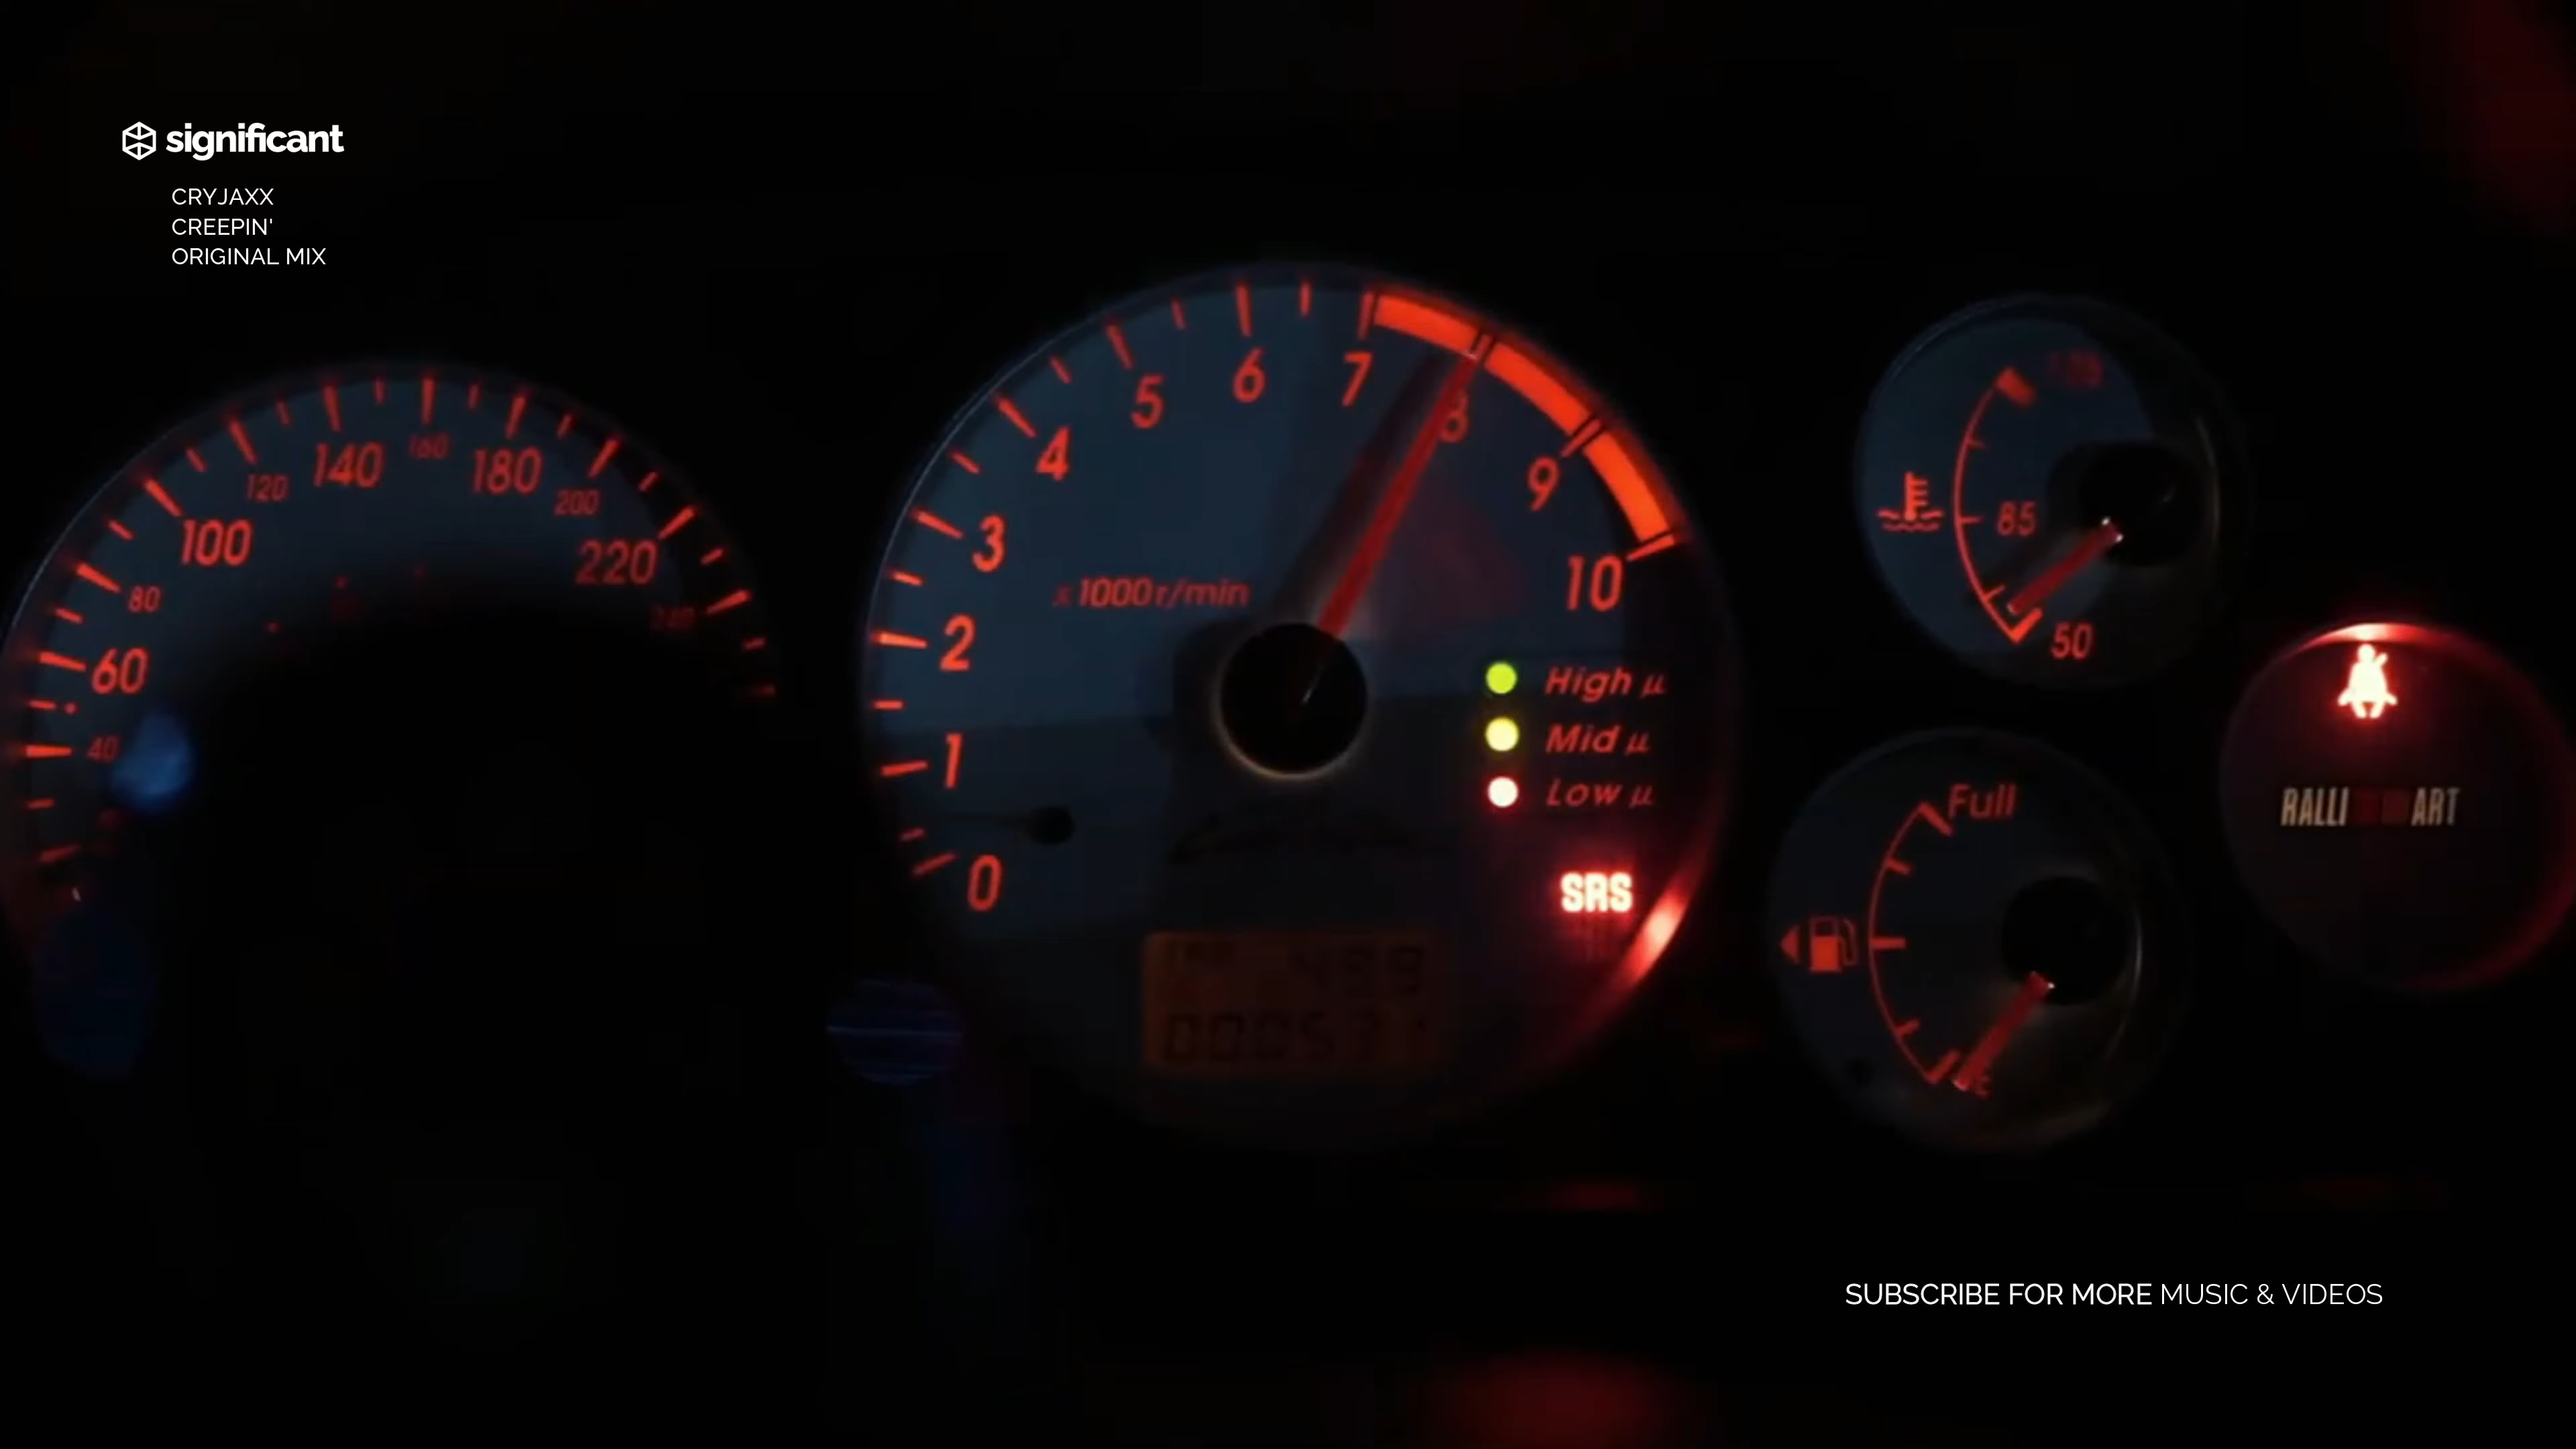 significant
CRYJAXX
CREEPIN'
ORIGINAL MIX
40
60
80
100
120
140
160
180
200
220
240
0
1
2
3
4
5
6
7
8
9
10
x1000r/min
High μ
Mid μ
Low μ
SRS
85
50
Full
RALLI ART
SUBSCRIBE FOR MORE MUSIC & VIDEOS